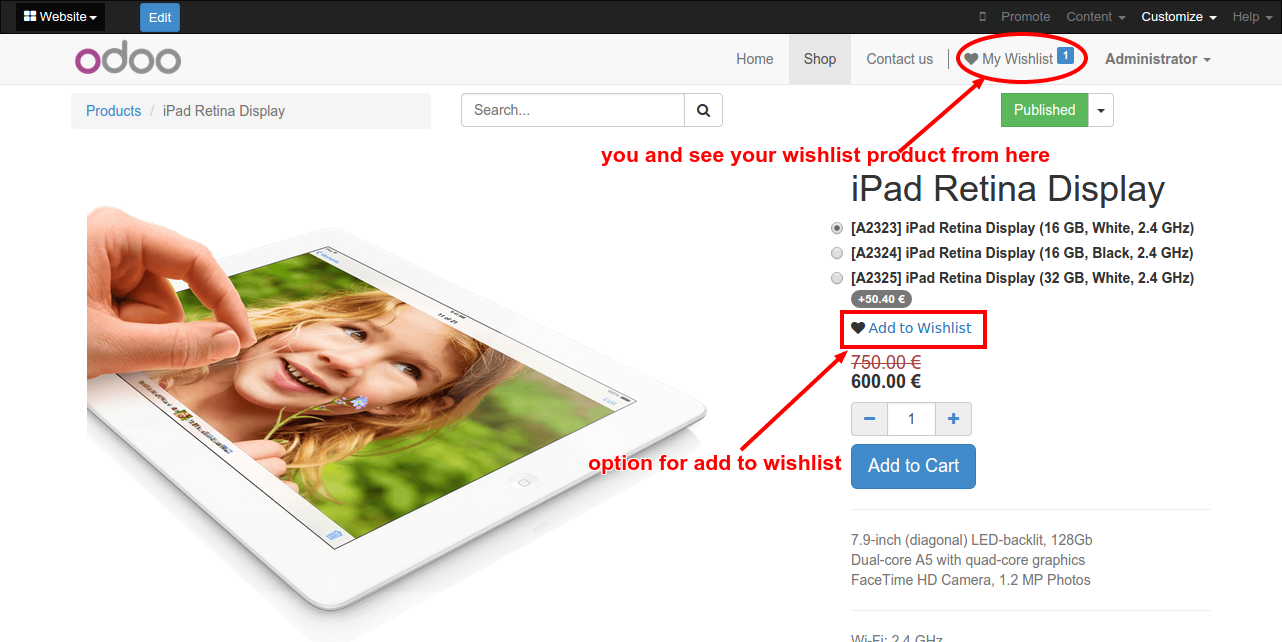 Website
Edit
Promote
Content
Customize
Help
odoo
Home
Shop
Contact us
My Wishlist 1
Administrator
Products / iPad Retina Display
Search...
Published
you and see your wishlist product from here
iPad Retina Display
[A2323] iPad Retina Display (16 GB, White, 2.4 GHz)
[A2324] iPad Retina Display (16 GB, Black, 2.4 GHz)
[A2325] iPad Retina Display (32 GB, White, 2.4 GHz)
+50.40 €
Add to Wishlist
750.00 €
600.00 €
- 1 +
option for add to wishlist
Add to Cart
11 of 21
Edit
7.9-inch (diagonal) LED-backlit, 128Gb
Dual-core A5 with quad-core graphics
FaceTime HD Camera, 1.2 MP Photos
Wi-Fi: 2.4 GHz